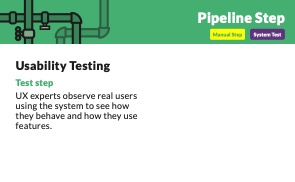 Pipeline Step
Manual Step System Test
Usability Testing
Test step
UX experts observe real users
using the system to see how
they behave and how they use
features.